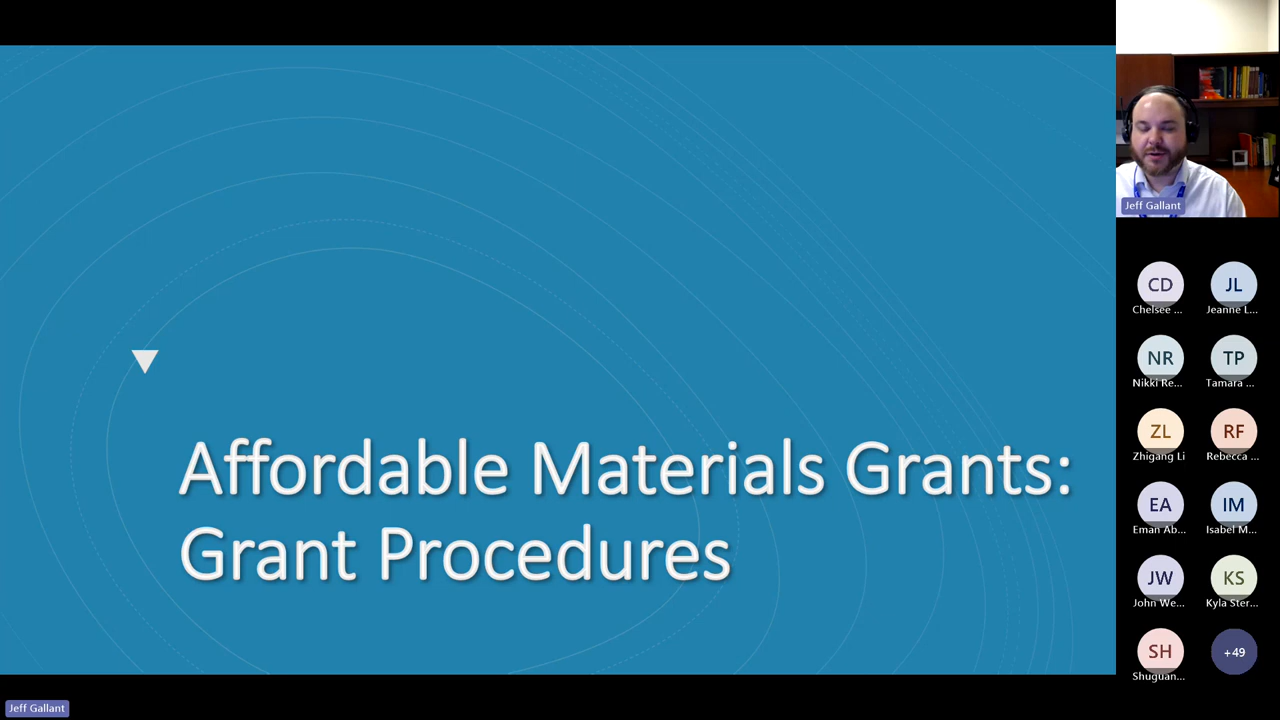 Affordable Materials Grants:
Grant Procedures
Jeff Gallant
CD
Chelsee ...
JL
Jeanne L...
NR
Nikki Re...
TP
Tamara ...
ZL
Zhigang Li
RF
Rebecca ...
EA
Eman Ab...
IM
Isabel M...
JW
John We...
KS
Kyla Ster...
SH
Shuguan...
+49
Jeff Gallant